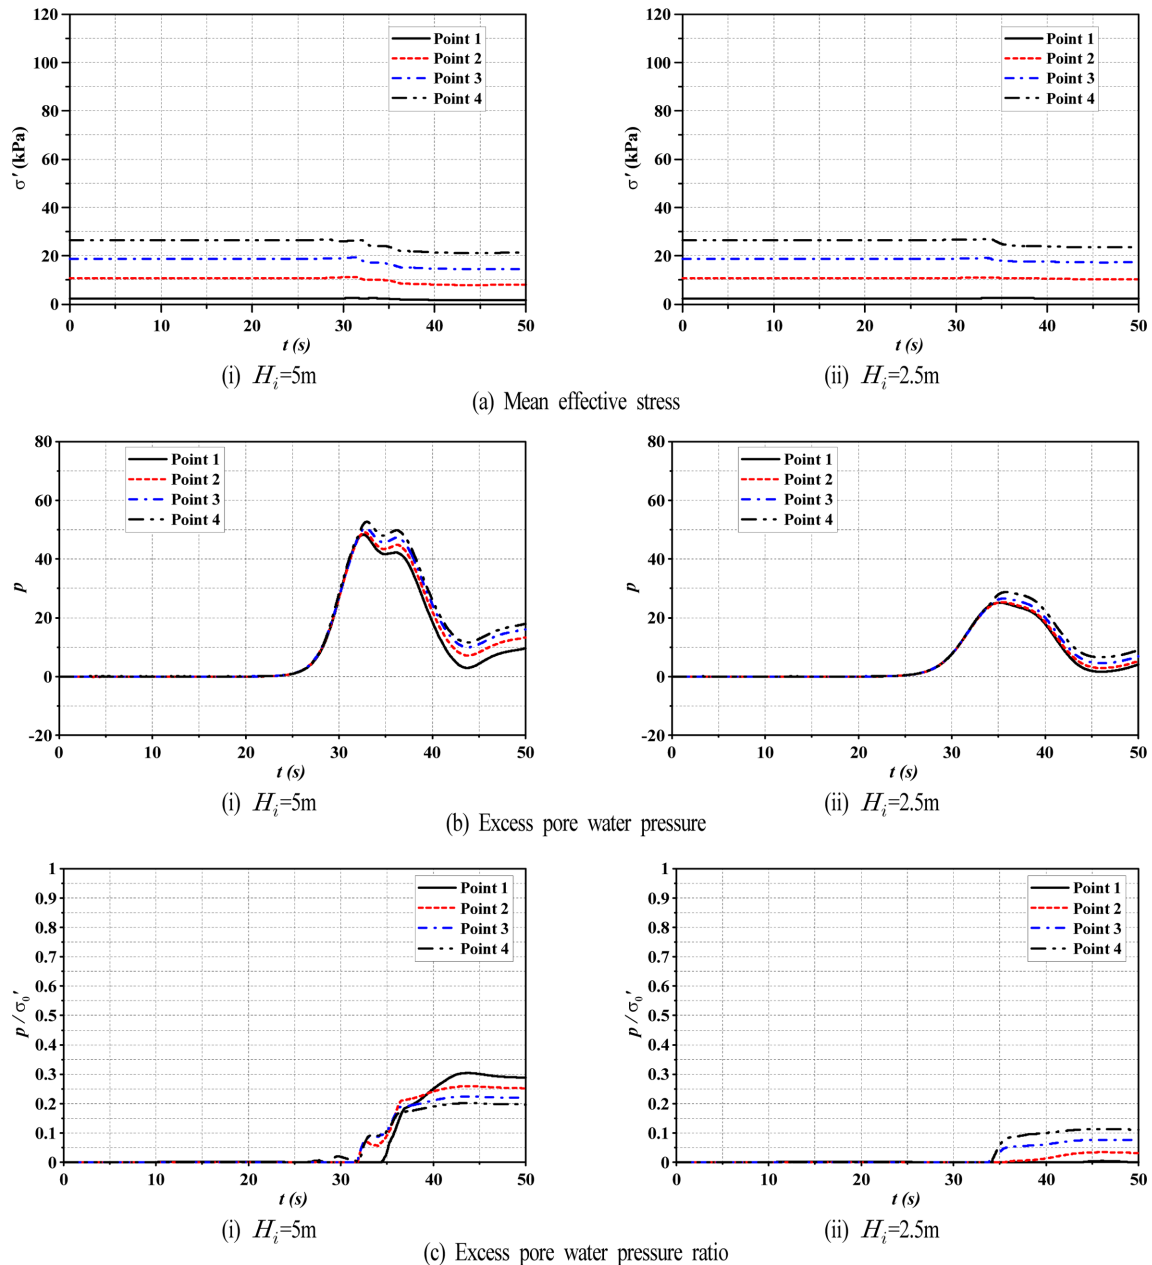 120
100
80
60
40
20
0
σ′ (kPa)
Point 1
Point 2
Point 3
Point 4
0 10 20 30 40 50
t (s)
(i) H_i=5m
120
100
80
60
40
20
0
σ′ (kPa)
Point 1
Point 2
Point 3
Point 4
0 10 20 30 40 50
t (s)
(ii) H_i=2.5m
(a) Mean effective stress
80
60
40
20
0
-20
p
Point 1
Point 2
Point 3
Point 4
0 10 20 30 40 50
t (s)
(i) H_i=5m
80
60
40
20
0
-20
p
Point 1
Point 2
Point 3
Point 4
0 10 20 30 40 50
t (s)
(ii) H_i=2.5m
(b) Excess pore water pressure
1
0.9
0.8
0.7
0.6
0.5
0.4
0.3
0.2
0.1
0
p / σ₀′
Point 1
Point 2
Point 3
Point 4
0 10 20 30 40 50
t (s)
(i) H_i=5m
1
0.9
0.8
0.7
0.6
0.5
0.4
0.3
0.2
0.1
0
p / σ₀′
Point 1
Point 2
Point 3
Point 4
0 10 20 30 40 50
t (s)
(ii) H_i=2.5m
(c) Excess pore water pressure ratio